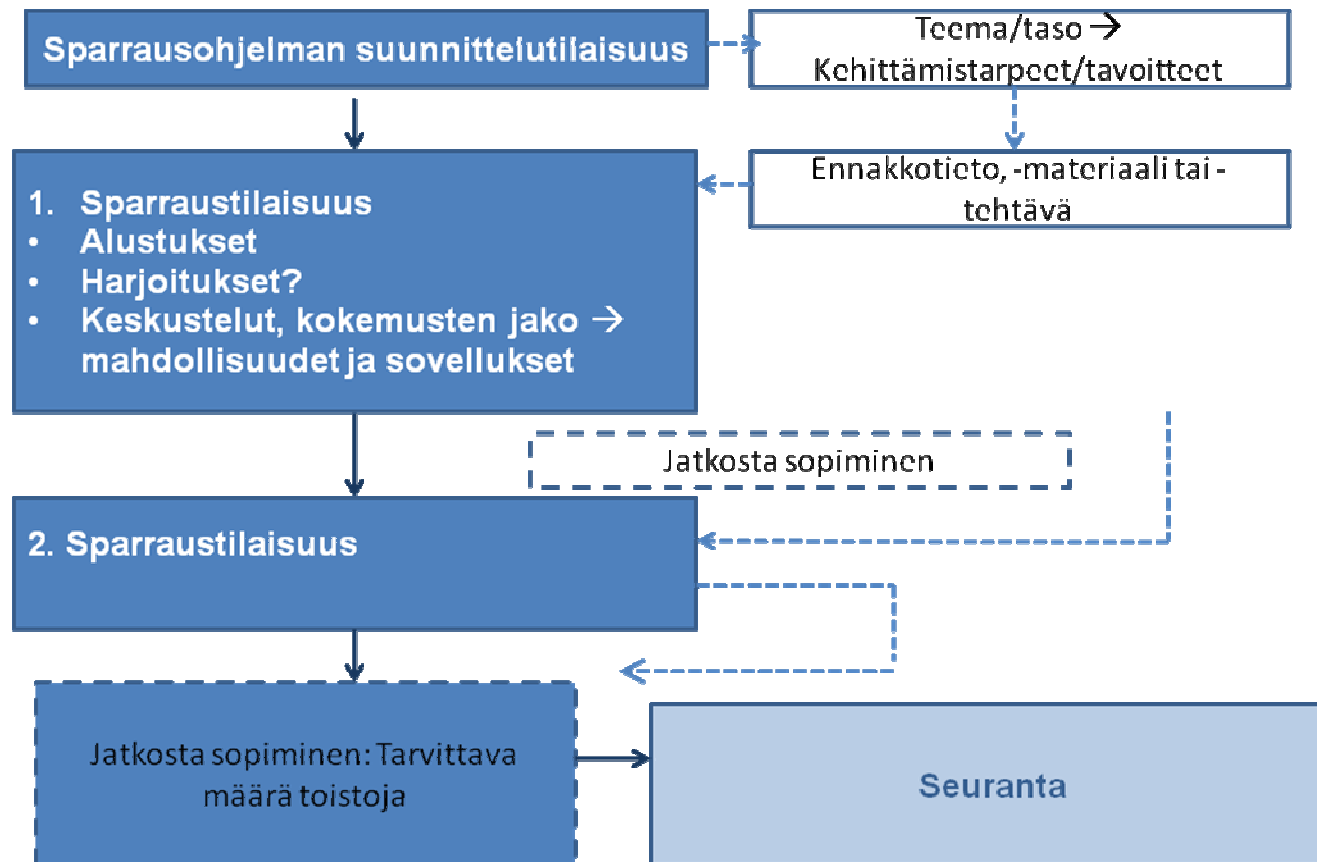 Sparrausohjelman suunnittelutilaisuus
Teema/taso →
Kehittämistarpeet/tavoitteet
Ennakkotieto, -materiaali tai -
tehtävä
1. Sparraustilaisuus
• Alustukset
• Harjoitukset?
• Keskustelut, kokemusten jako →
mahdollisuudet ja sovellukset
Jatkosta sopiminen
2. Sparraustilaisuus
Jatkosta sopiminen: Tarvittava
määrä toistoja
Seuranta